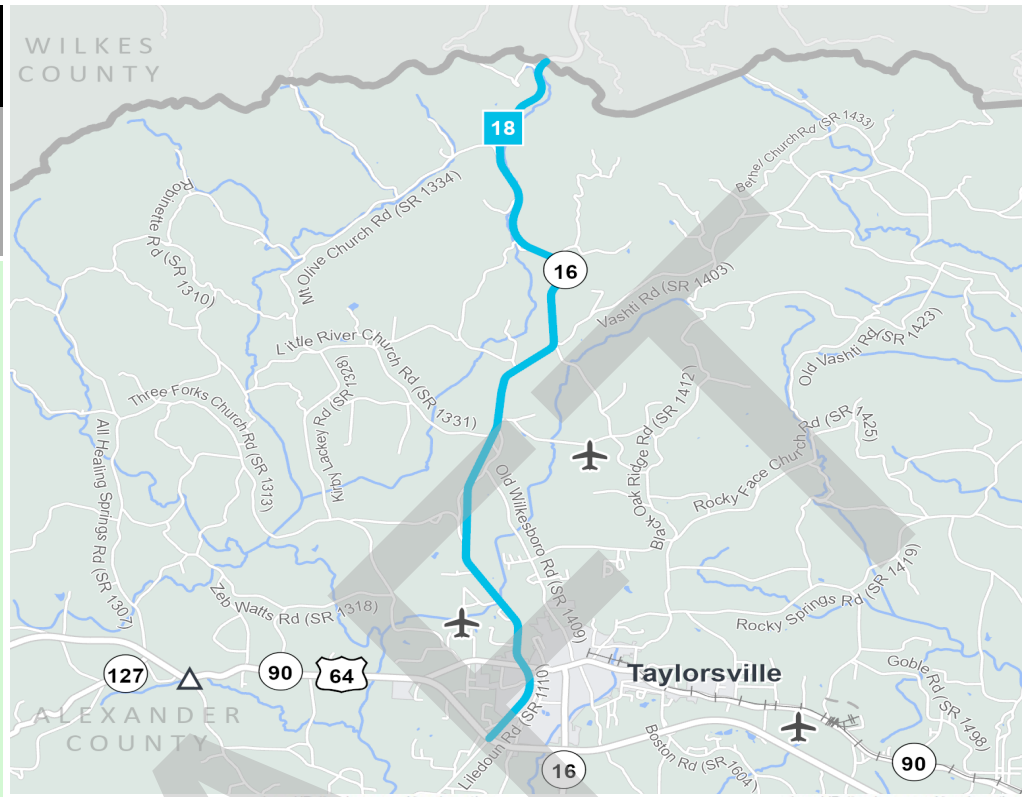 WILKES
COUNTY
18
Bethel Church Rd (SR 1433)
Robinette Rd (SR 1310)
Mt Olive Church Rd (SR 1334)
16
Vashti Rd (SR 1403)
Little River Church Rd (SR 1331)
Old Vashti Rd (SR 1423)
Kirby Lackey Rd (SR 1328)
Three Forks Church Rd (SR 1313)
Black Oak Ridge Rd (SR 1412)
Rocky Face Church Rd (SR 1425)
All Healing Springs Rd (SR 1307)
Old Wilkesboro Rd (SR 1409)
Zeb Watts Rd (SR 1318)
Rocky Springs Rd (SR 1419)
127
90
64
Taylorsville
Goble Rd (SR 1498)
ALEXANDER
COUNTY
Liledoun Rd (SR 1110)
16
Boston Rd (SR 1604)
90